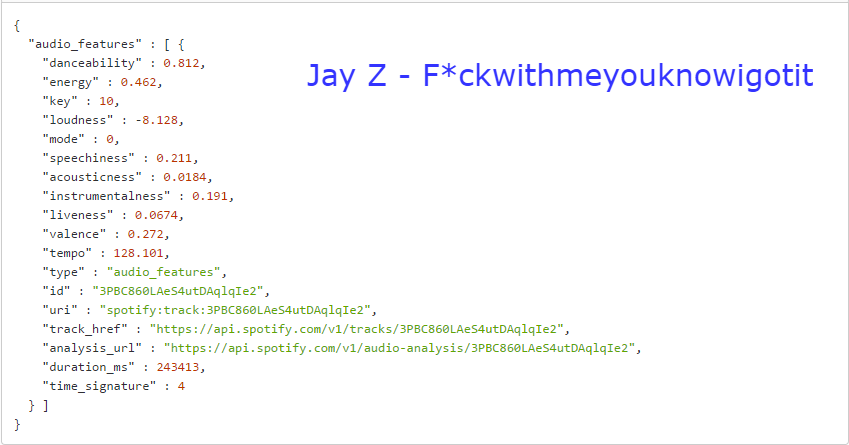 {
"audio_features" : [ {
"danceability" : 0.812,
Jay Z - F*ckwithmeyouknowigotit
"energy" : 0.462,
"key" : 10,
"loudness" : -8.128,
"mode" : 0,
"speechiness" : 0.211,
"acousticness" : 0.0184,
"instrumentalness" : 0.191,
"liveness" : 0.0674,
"valence" : 0.272,
"tempo" : 128.101,
"type" : "audio_features",
"id" : "3PBC860LAeS4utDAqlqIe2",
"uri" : "spotify:track:3PBC860LAeS4utDAqlqIe2",
"track_href" : "https://api.spotify.com/v1/tracks/3PBC860LAeS4utDAqlqIe2",
"analysis_url" : "https://api.spotify.com/v1/audio-analysis/3PBC860LAeS4utDAqlqIe2",
"duration_ms" : 243413,
"time_signature" : 4
} ]
}